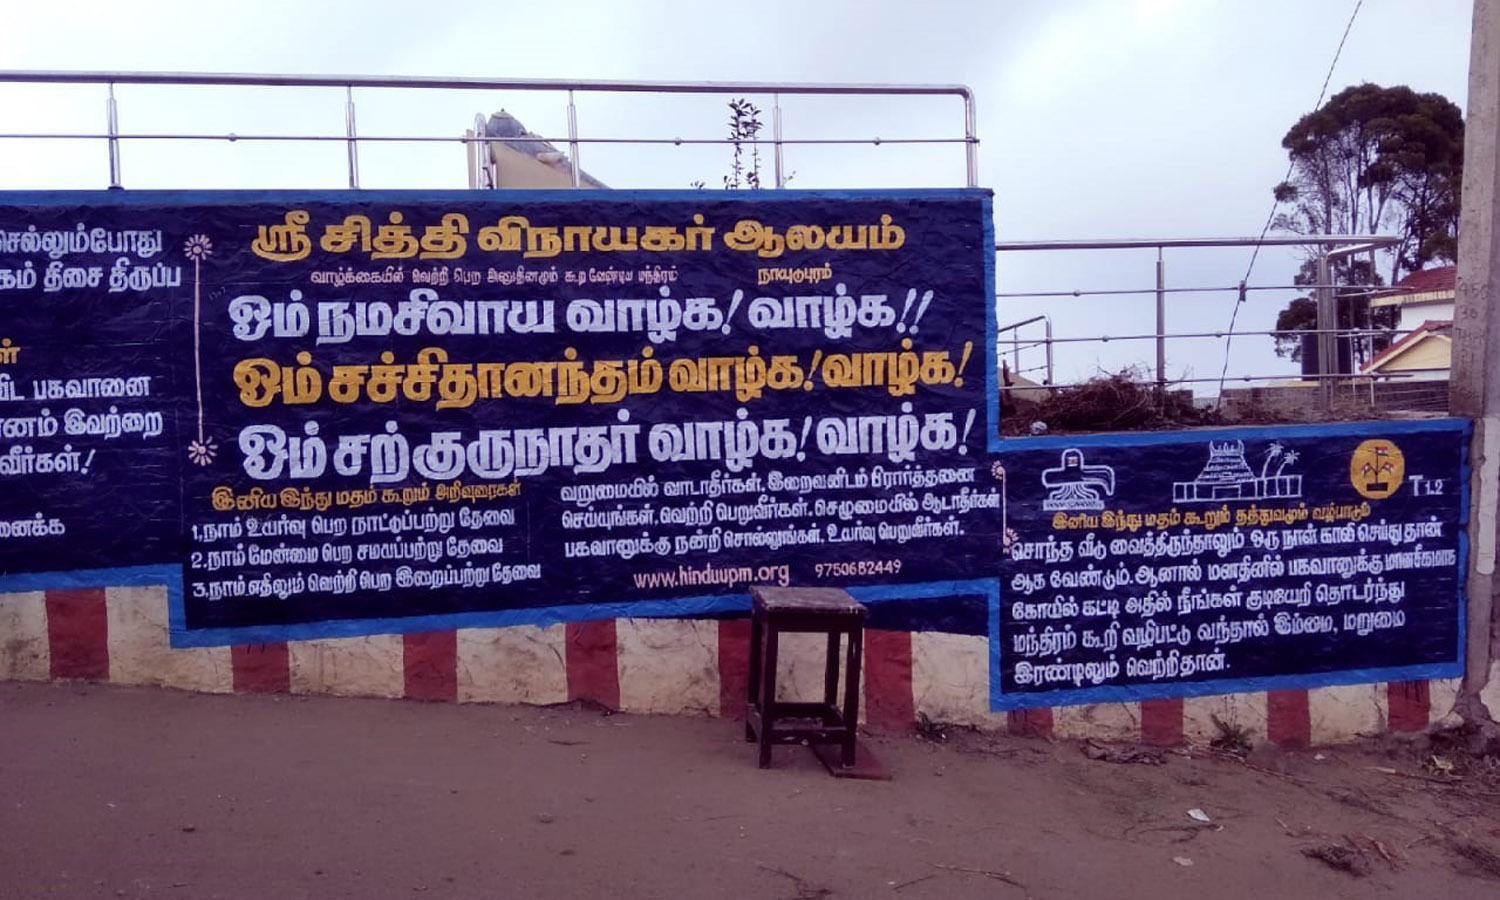 செல்லும்போது
கம் திசை திருப்ப
ள்
விட பகவானை
னம் இவற்றை
வீர்கள்!
னைக்க
ஸ்ரீ சித்தி விநாயகர் ஆலயம்
வாழ்க்கையில் வெற்றி பெற அனுதினமும் கூற வேண்டிய மந்திரம் நாவுடுபுரம்
ஓம் நமசிவாய வாழ்க! வாழ்க!!
ஓம் சச்சிதானந்தம் வாழ்க! வாழ்க!
ஓம் சற்குருநாதர் வாழ்க! வாழ்க!
இனிய இந்து மதம் கூறும் அறிவுரைகள்
1,நாம் உயர்வு பெற நாட்டுப்பற்று தேவை
2.நாம் மேன்மை பெற சமயப்பற்று தேவை
3.நாம் எதிலும் வெற்றி பெற இறைப்பற்று தேவை
வறுமையில் வாடாதீர்கள். இறைவனிடம் பிரார்த்தனை
செய்யுங்கள். வெற்றி பெறுவீர்கள். செழுமையில் ஆடாதீர்கள்
பகவானுக்கு நன்றி சொல்லுங்கள். உயர்வு பெறுவீர்கள்.
www.hinduupm.org 9750682449
T 1.2
இனிய இந்து மதம் கூறும் தத்துவமும் வழிபாடும்
சொந்த வீடு வைத்திருந்தாலும் ஒரு நாள் காலி செய்து தான்
ஆக வேண்டும். ஆனால் மனதினில் பகவானுக்கு மானசீகமாக
கோயில் கட்டி அதில் நீங்கள் குடியேறி தொடர்ந்து
மந்திரம் கூறி வழிபட்டு வந்தால் இம்மை, மறுமை
இரண்டிலும் வெற்றி தான்.